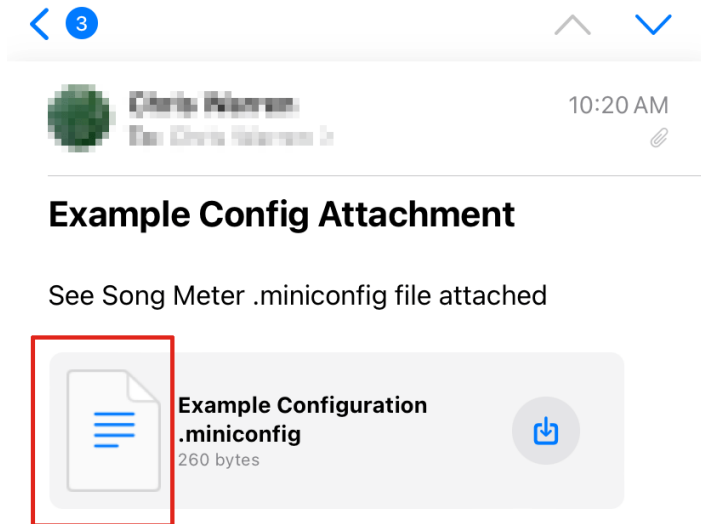 3
10:20 AM
Example Config Attachment
See Song Meter .miniconfig file attached
Example Configuration
.miniconfig
260 bytes